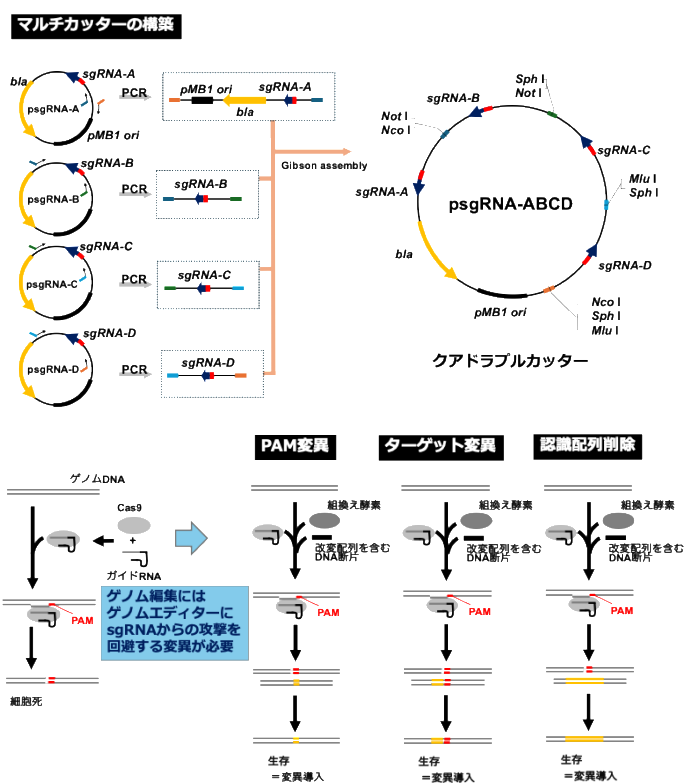 マルチカッターの構築
bla
sgRNA-A
psgRNA-A
pMB1 ori
PCR
pMB1 ori
sgRNA-A
bla
sgRNA-B
psgRNA-B
PCR
sgRNA-B
sgRNA-C
psgRNA-C
PCR
sgRNA-C
sgRNA-D
psgRNA-D
PCR
sgRNA-D
Gibson assembly
Sph I
Not I
sgRNA-B
Not I
Nco I
sgRNA-C
sgRNA-A
Mlu I
Sph I
psgRNA-ABCD
bla
sgRNA-D
pMB1 ori
Nco I
Sph I
Mlu I
クアドラプルカッター
ゲノムDNA
Cas9
+
ガイドRNA
PAM
細胞死
ゲノム編集には
ゲノムエディターに
sgRNAからの攻撃を
回避する変異が必要
PAM変異
組換え酵素
改変配列を含む
DNA断片
PAM
生存
＝変異導入
ターゲット変異
組換え酵素
改変配列を含む
DNA断片
PAM
生存
＝変異導入
認識配列削除
組換え酵素
改変配列を含む
DNA断片
PAM
生存
＝変異導入